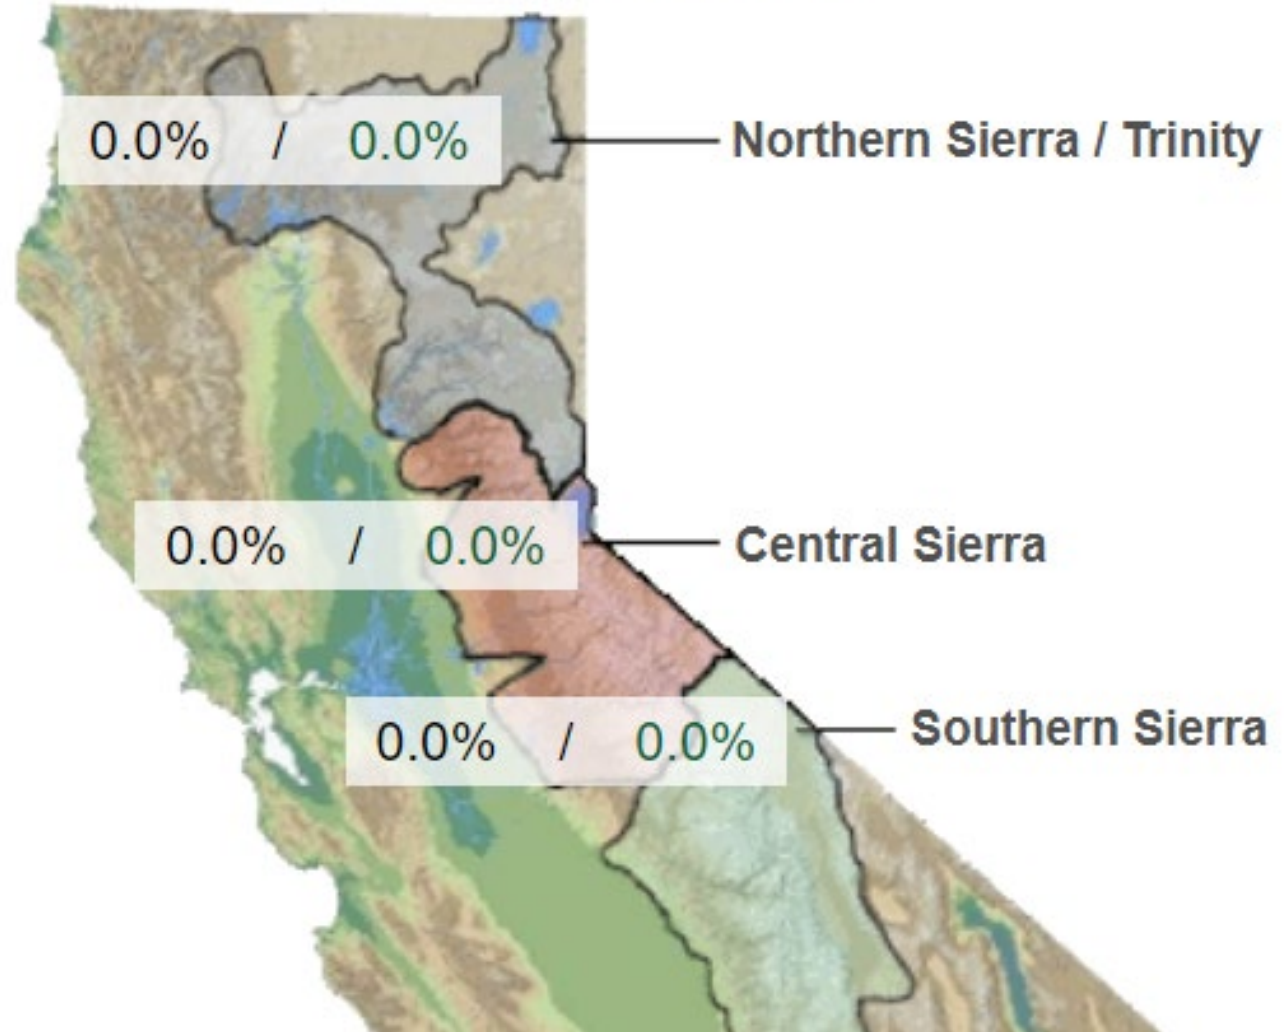 0.0% / 0.0% Northern Sierra / Trinity
0.0% / 0.0% Central Sierra
0.0% / 0.0% Southern Sierra